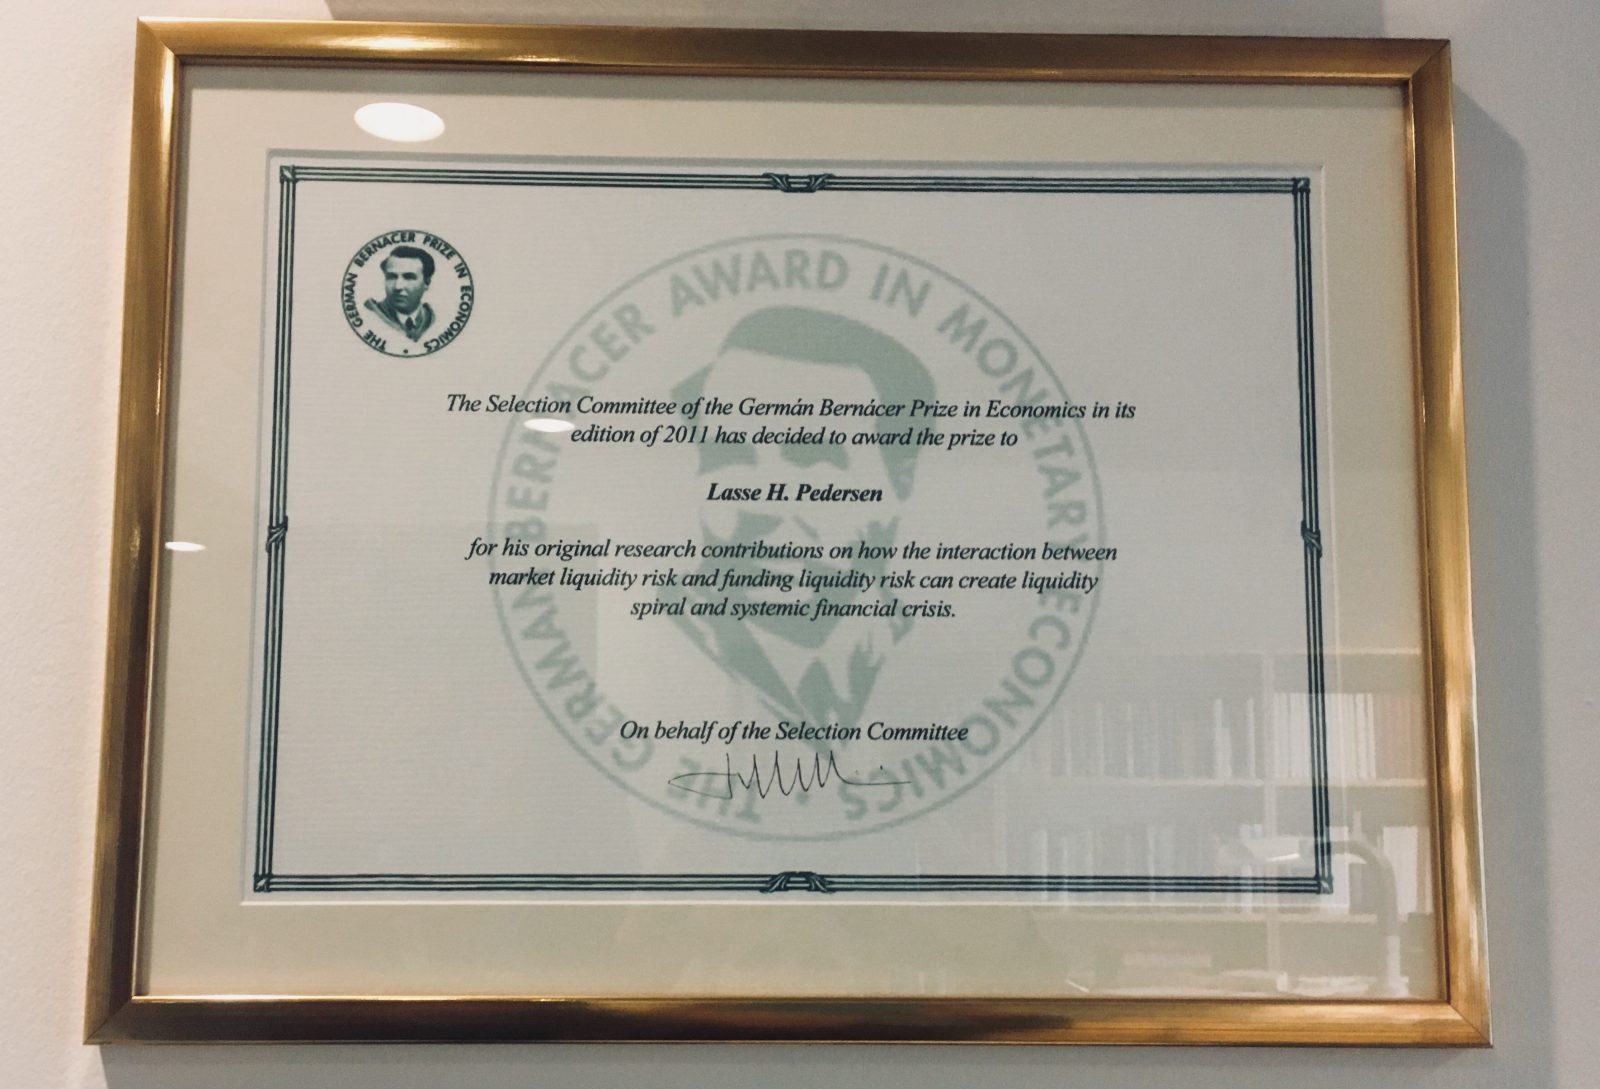 THE GERMAN BERNACER PRIZE IN ECONOMICS
THE GERMAN BERNÁCER AWARD IN MONETARY ECONOMICS
The Selection Committee of the Germán Bernácer Prize in Economics in its
edition of 2011 has decided to award the prize to
Lasse H. Pedersen
for his original research contributions on how the interaction between
market liquidity risk and funding liquidity risk can create liquidity
spiral and systemic financial crisis.
On behalf of the Selection Committee